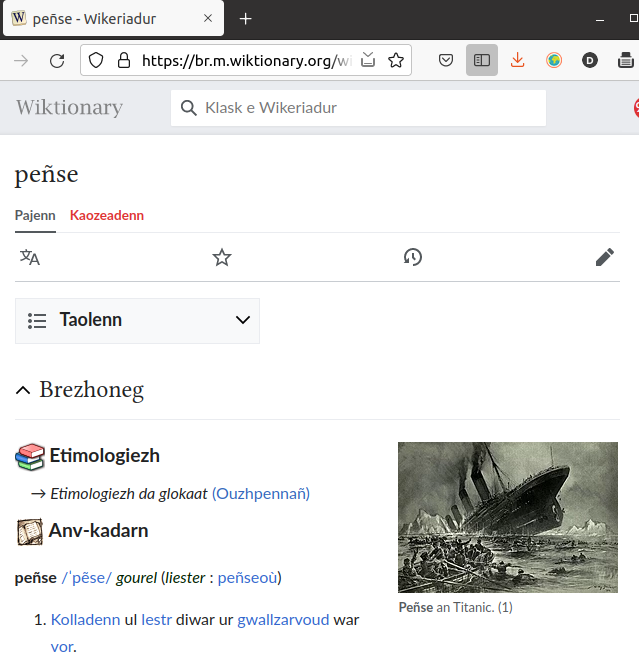 peñse - Wikeriadur
https://br.m.wiktionary.org/wi
D
Wiktionary
Klask e Wikeriadur
peñse
Pajenn Kaozeadenn
Taolenn
Brezhoneg
Etimologiezh
→ Etimologiezh da glokaat (Ouzhpennañ)
Anv-kadarn
peñse /ˈpẽse/ gourel (liester : peñseoù)
1. Kolladenn ul lestr diwar ur gwallzarvoud war
vor.
Peñse an Titanic. (1)